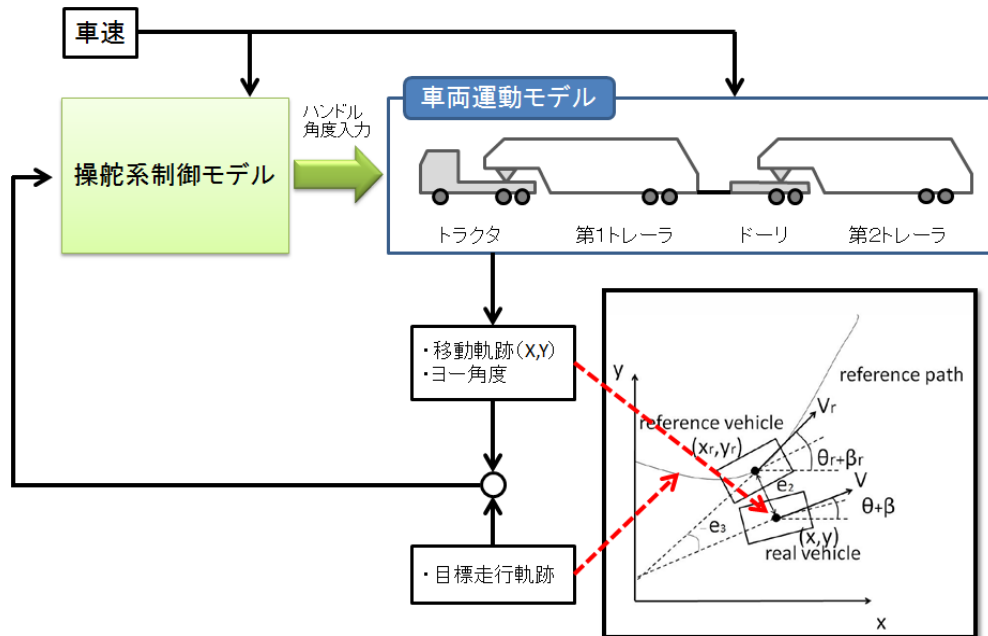 車速
ハンドル
角度入力
車両運動モデル
操舵系制御モデル
トラクタ
第1トレーラ
ドーリ
第2トレーラ
・移動軌跡(X,Y)
・ヨー角度
・目標走行軌跡
y
reference path
Vr
reference vehicle
(xr,yr)
θr+βr
e2
V
θ+β
e3
(x,y)
real vehicle
x